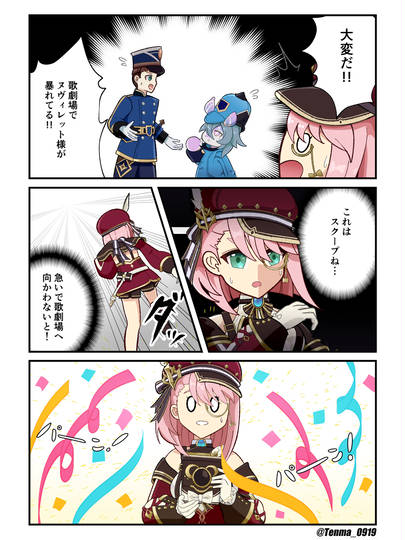 大変だ!!
歌劇場で
ヌヴィレット様が
暴れてる!!
これは
スクープね…
急いで歌劇場へ
向かわないと!
ダッ
パーン!
パーン!
@Tenma_0919